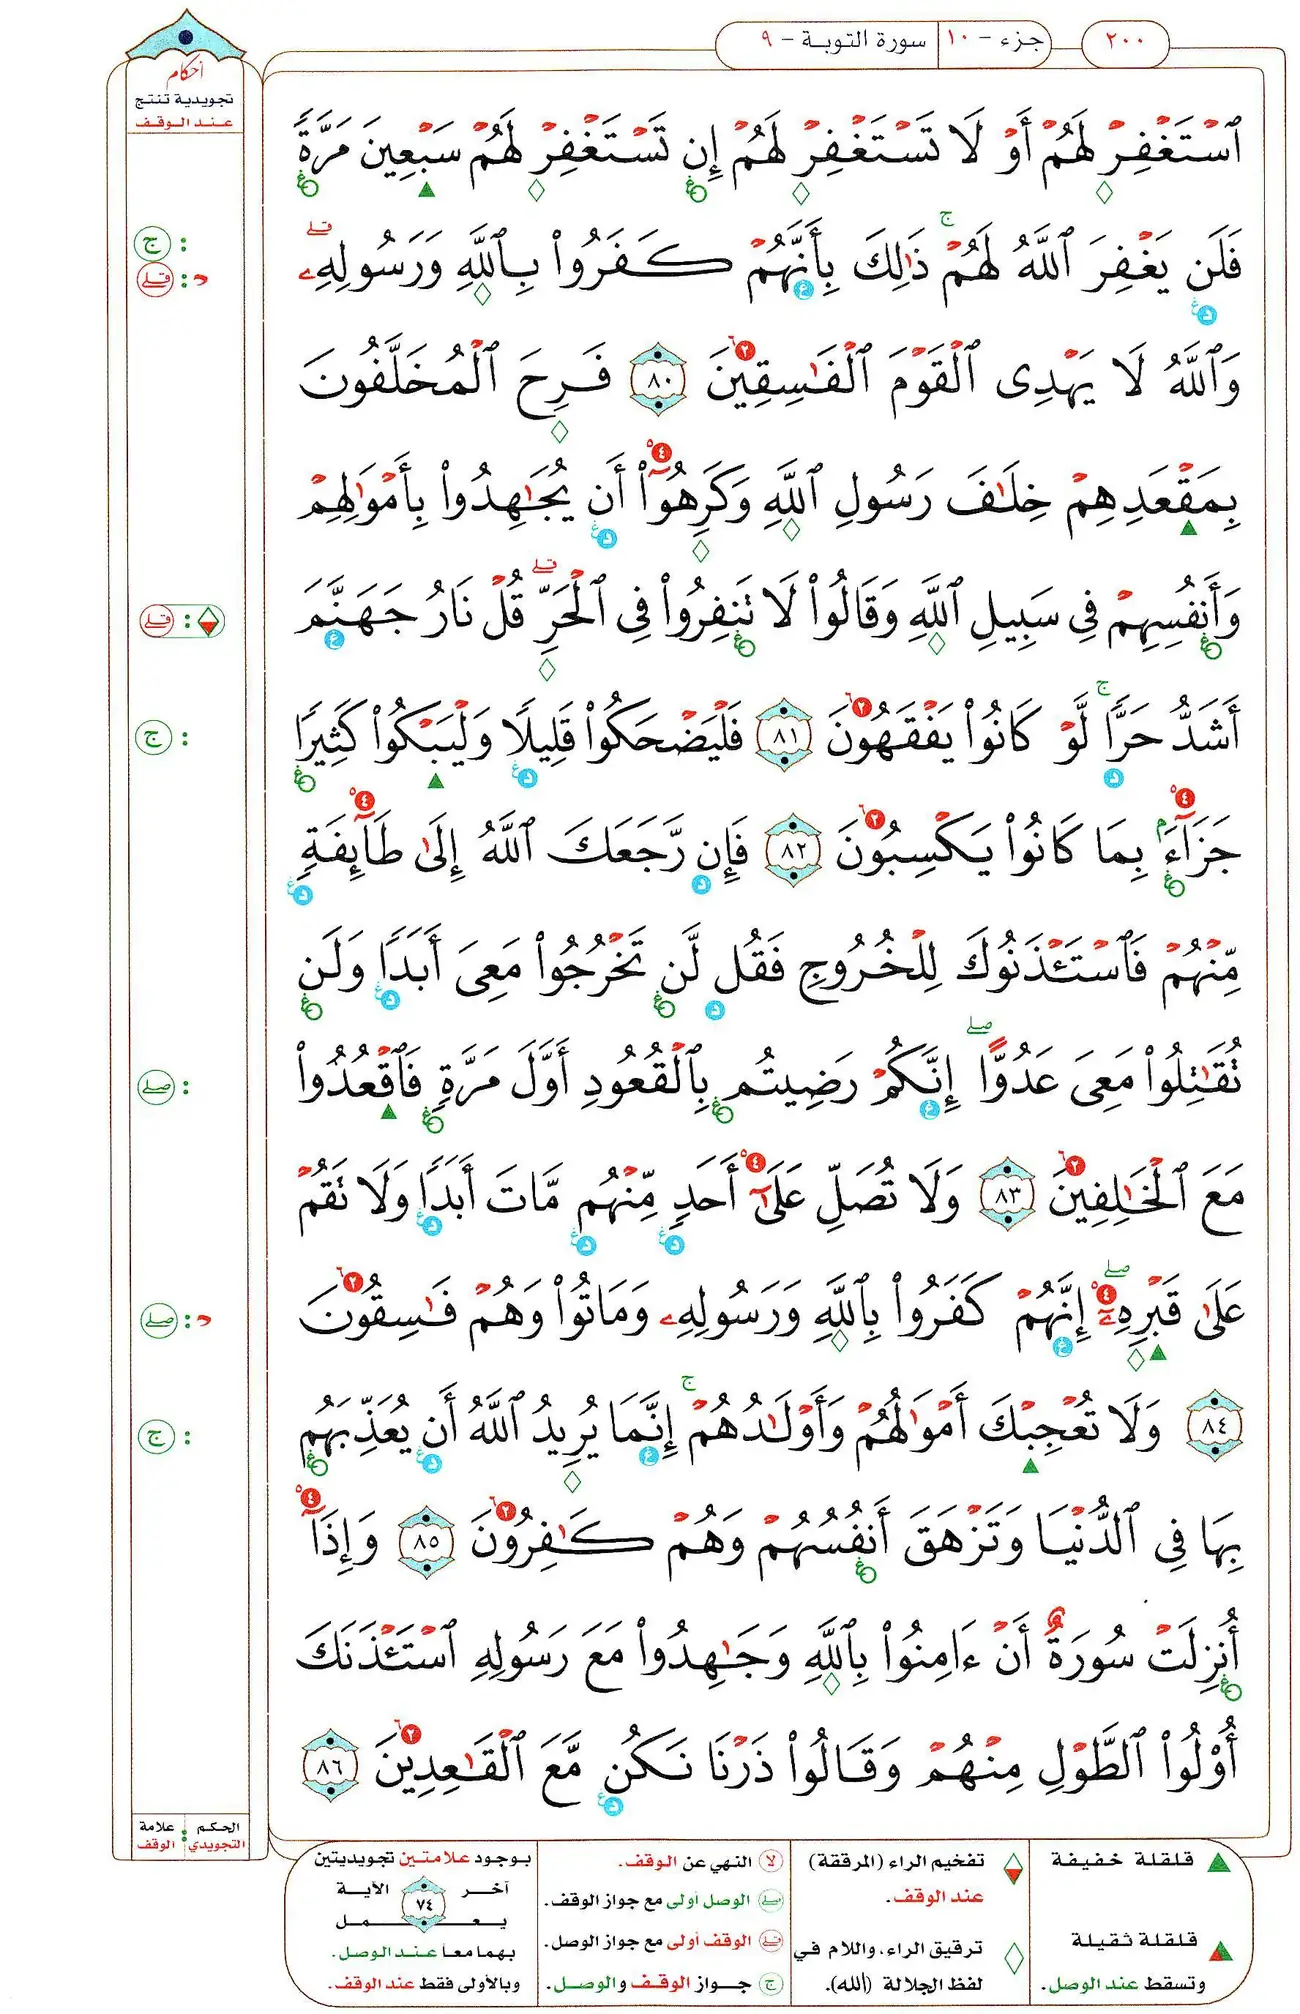 ٢٠٠
جزء - ١٠
سورة التوبة - ٩
أحكام
تجويدية تنتج
عند الوقف
ٱسْتَغْفِرْ لَهُمْ أَوْ لَا تَسْتَغْفِرْ لَهُمْ إِن تَسْتَغْفِرْ لَهُمْ سَبْعِينَ مَرَّةً
فَلَن يَغْفِرَ ٱللَّهُ لَهُمْ ۚ ذَٰلِكَ بِأَنَّهُمْ كَفَرُوا۟ بِٱللَّهِ وَرَسُولِهِۦ ۗ
وَٱللَّهُ لَا يَهْدِى ٱلْقَوْمَ ٱلْفَـٰسِقِينَ ٨٠ فَرِحَ ٱلْمُخَلَّفُونَ
بِمَقْعَدِهِمْ خِلَـٰفَ رَسُولِ ٱللَّهِ وَكَرِهُوٓا۟ أَن يُجَـٰهِدُوا۟ بِأَمْوَٰلِهِمْ
وَأَنفُسِهِمْ فِى سَبِيلِ ٱللَّهِ وَقَالُوا۟ لَا تَنفِرُوا۟ فِى ٱلْحَرِّ ۗ قُلْ نَارُ جَهَنَّمَ
أَشَدُّ حَرًّا ۚ لَّوْ كَانُوا۟ يَفْقَهُونَ ٨١ فَلْيَضْحَكُوا۟ قَلِيلًا وَلْيَبْكُوا۟ كَثِيرًا
جَزَآءًۢ بِمَا كَانُوا۟ يَكْسِبُونَ ٨٢ فَإِن رَّجَعَكَ ٱللَّهُ إِلَىٰ طَآئِفَةٍ
مِّنْهُمْ فَٱسْتَـْٔذَنُوكَ لِلْخُرُوجِ فَقُل لَّن تَخْرُجُوا۟ مَعِىَ أَبَدًا وَلَن
تُقَـٰتِلُوا۟ مَعِىَ عَدُوًّا ۖ إِنَّكُمْ رَضِيتُم بِٱلْقُعُودِ أَوَّلَ مَرَّةٍ فَٱقْعُدُوا۟
مَعَ ٱلْخَـٰلِفِينَ ٨٣ وَلَا تُصَلِّ عَلَىٰٓ أَحَدٍ مِّنْهُم مَّاتَ أَبَدًا وَلَا تَقُمْ
عَلَىٰ قَبْرِهِۦٓ ۖ إِنَّهُمْ كَفَرُوا۟ بِٱللَّهِ وَرَسُولِهِۦ وَمَاتُوا۟ وَهُمْ فَـٰسِقُونَ
٨٤ وَلَا تُعْجِبْكَ أَمْوَٰلُهُمْ وَأَوْلَـٰدُهُمْ ۚ إِنَّمَا يُرِيدُ ٱللَّهُ أَن يُعَذِّبَهُم
بِهَا فِى ٱلدُّنْيَا وَتَزْهَقَ أَنفُسُهُمْ وَهُمْ كَـٰفِرُونَ ٨٥ وَإِذَآ
أُنزِلَتْ سُورَةٌ أَنْ ءَامِنُوا۟ بِٱللَّهِ وَجَـٰهِدُوا۟ مَعَ رَسُولِهِ ٱسْتَـْٔذَنَكَ
أُو۟لُوا۟ ٱلطَّوْلِ مِنْهُمْ وَقَالُوا۟ ذَرْنَا نَكُن مَّعَ ٱلْقَـٰعِدِينَ ٨٦
ج :
د : قلے
: قلے
ج :
صلے :
د : صلے
ج :
الحكم : علامة
التجويدي : الوقف
قلقلة خفيفة
قلقلة ثقيلة
وتسقط عند الوصل.
تفخيم الراء (المرققة)
عند الوقف.
ترقيق الراء، واللام في
لفظ الجلالة (الله).
لا النهي عن الوقف.
صلے الوصل أولى مع جواز الوقف.
قلے الوقف أولى مع جواز الوصل.
ج جواز الوقف والوصل.
بوجود علامتين تجويديتين
آخر ٧٤ الآية
يعمل
بهما معاً عند الوصل.
وبالأولى فقط عند الوقف.